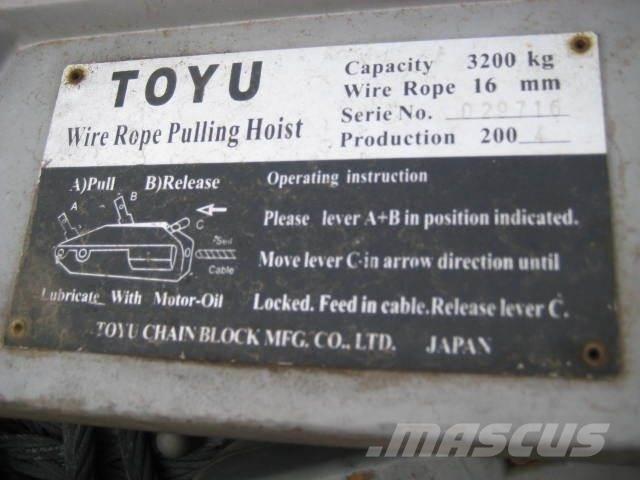 TOYU
Wire Rope Pulling Hoist
Capacity 3200 kg
Wire Rope 16 mm
Serie No. 029716
Production 2004
A)Pull B)Release
A
B
C
Cable
Lubricate With Motor-Oil
Operating instruction
Please lever A+B in position indicated.
Move lever C-in arrow direction until
Locked. Feed in cable.Release lever C.
TOYU CHAIN BLOCK MFG. CO., LTD. JAPAN
MASCUS